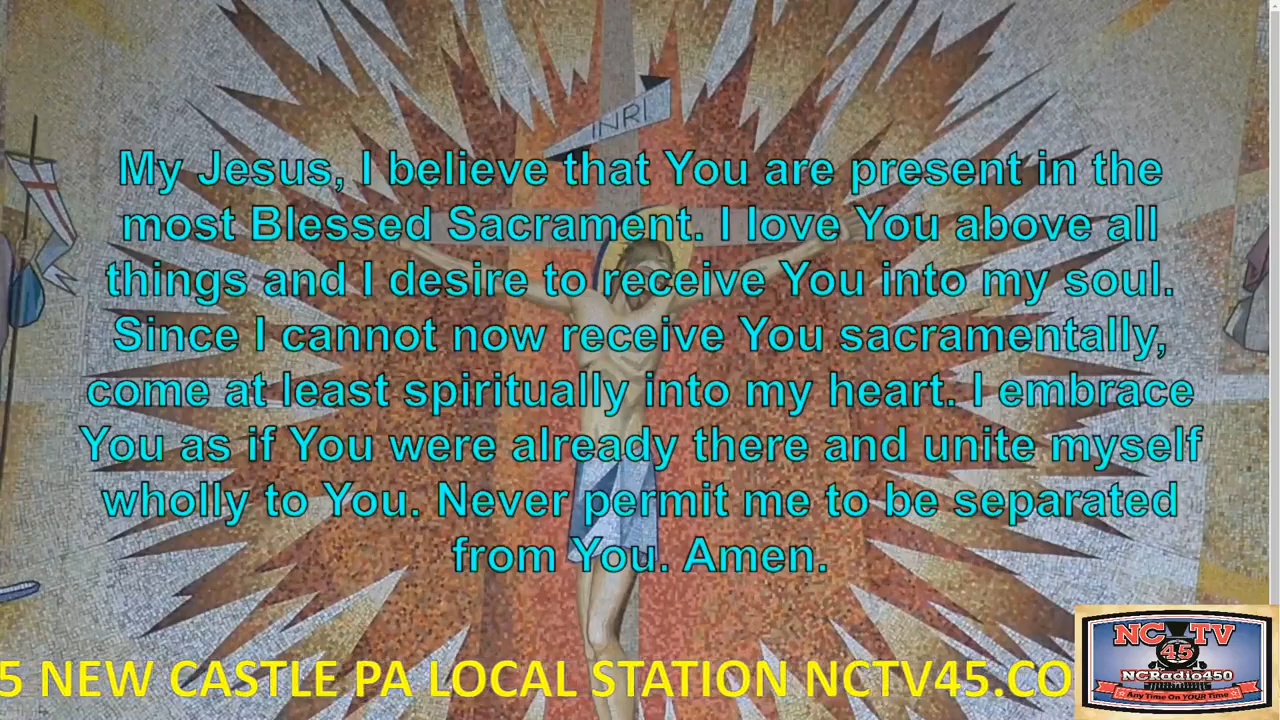 INRI
My Jesus, I believe that You are present in the
most Blessed Sacrament. I love You above all
things and I desire to receive You into my soul.
Since I cannot now receive You sacramentally,
come at least spiritually into my heart. I embrace
You as if You were already there and unite myself
wholly to You. Never permit me to be separated
from You. Amen.
5 NEW CASTLE PA LOCAL STATION NCTV45.CO
NC TV
45
NCRadio450
Any Time On YOUR Time